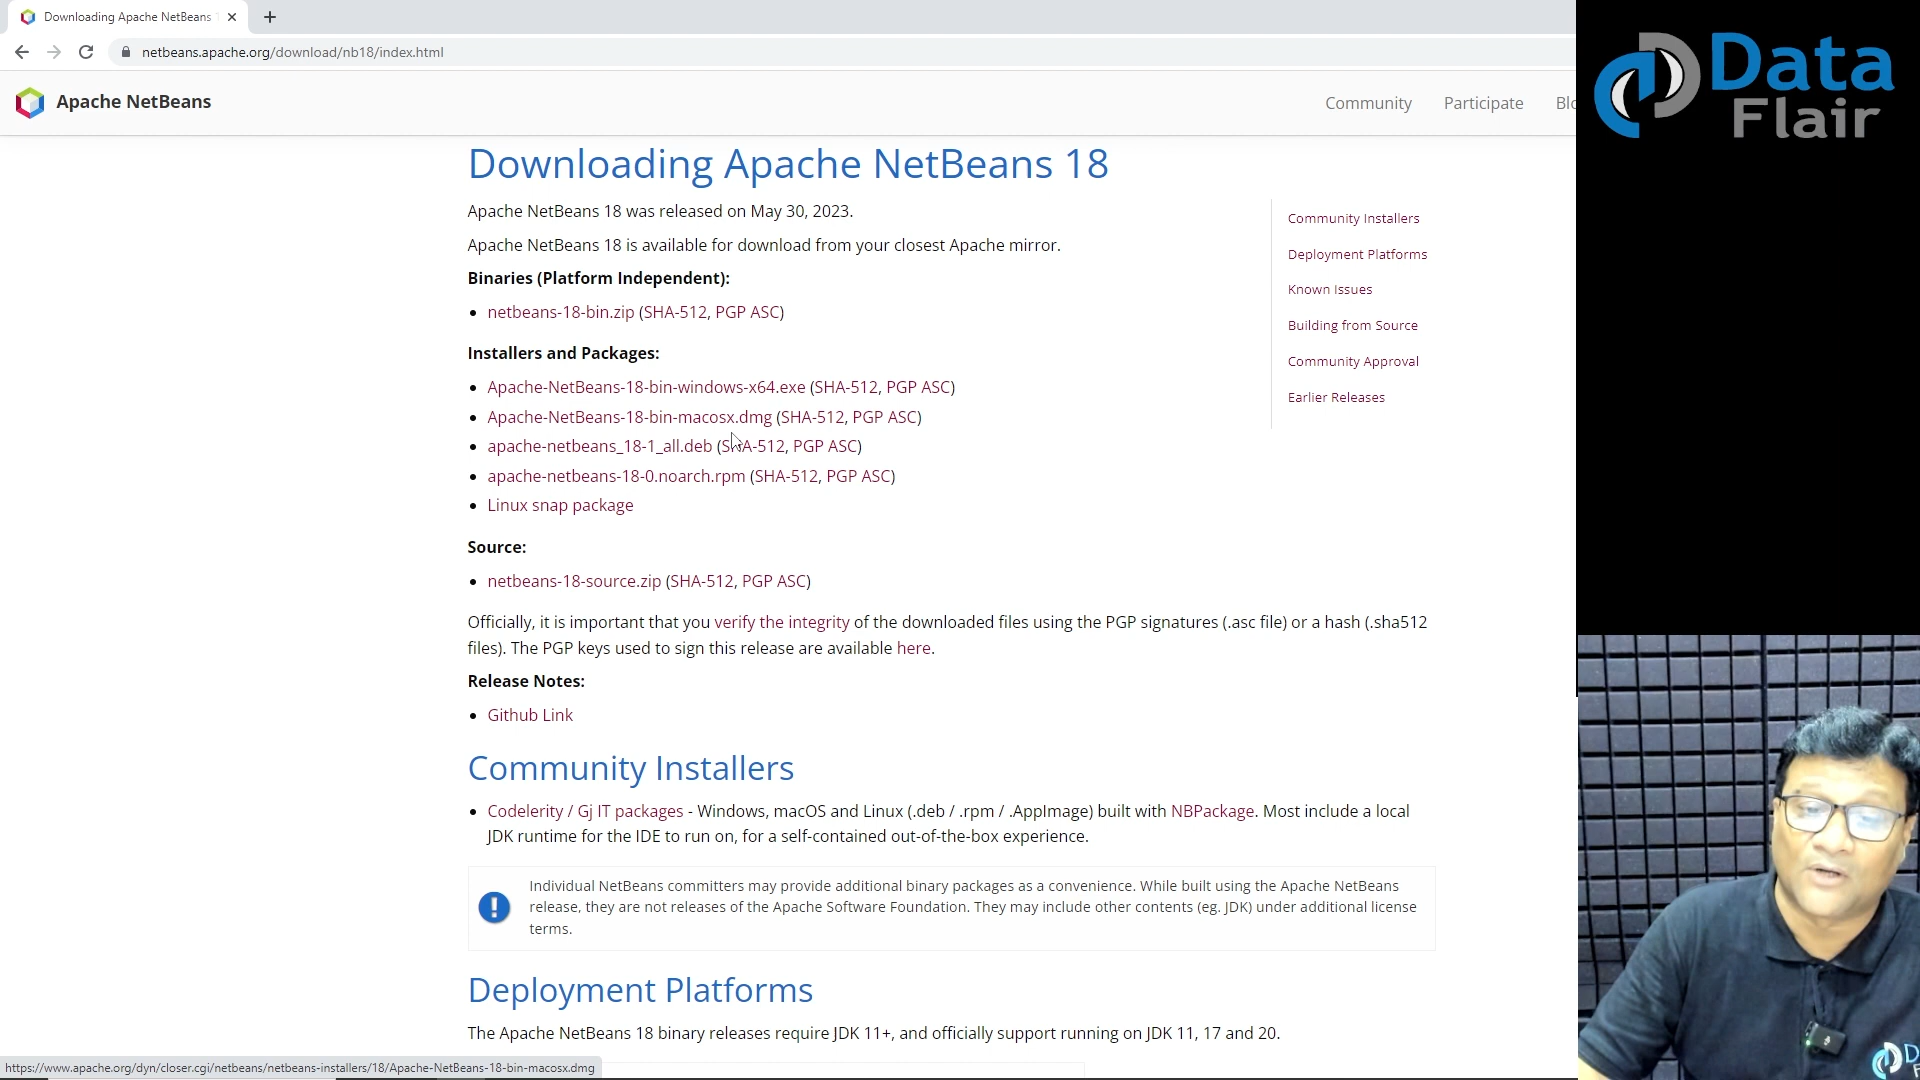 Downloading Apache NetBeans
netbeans.apache.org/download/nb18/index.html
Apache NetBeans
Community Participate Blo
Data
Flair
Downloading Apache NetBeans 18
Apache NetBeans 18 was released on May 30, 2023.
Apache NetBeans 18 is available for download from your closest Apache mirror.
Binaries (Platform Independent):
netbeans-18-bin.zip (SHA-512, PGP ASC)
Installers and Packages:
Apache-NetBeans-18-bin-windows-x64.exe (SHA-512, PGP ASC)
Apache-NetBeans-18-bin-macosx.dmg (SHA-512, PGP ASC)
apache-netbeans_18-1_all.deb (SHA-512, PGP ASC)
apache-netbeans-18-0.noarch.rpm (SHA-512, PGP ASC)
Linux snap package
Source:
netbeans-18-source.zip (SHA-512, PGP ASC)
Officially, it is important that you verify the integrity of the downloaded files using the PGP signatures (.asc file) or a hash (.sha512
files). The PGP keys used to sign this release are available here.
Release Notes:
Github Link
Community Installers
Deployment Platforms
Known Issues
Building from Source
Community Approval
Earlier Releases
Community Installers
Codelerity / Gj IT packages - Windows, macOS and Linux (.deb / .rpm / .AppImage) built with NBPackage. Most include a local
JDK runtime for the IDE to run on, for a self-contained out-of-the-box experience.
Individual NetBeans committers may provide additional binary packages as a convenience. While built using the Apache NetBeans
release, they are not releases of the Apache Software Foundation. They may include other contents (eg. JDK) under additional license
terms.
Deployment Platforms
The Apache NetBeans 18 binary releases require JDK 11+, and officially support running on JDK 11, 17 and 20.
https://www.apache.org/dyn/closer.cgi/netbeans/netbeans-installers/18/Apache-NetBeans-18-bin-macosx.dmg